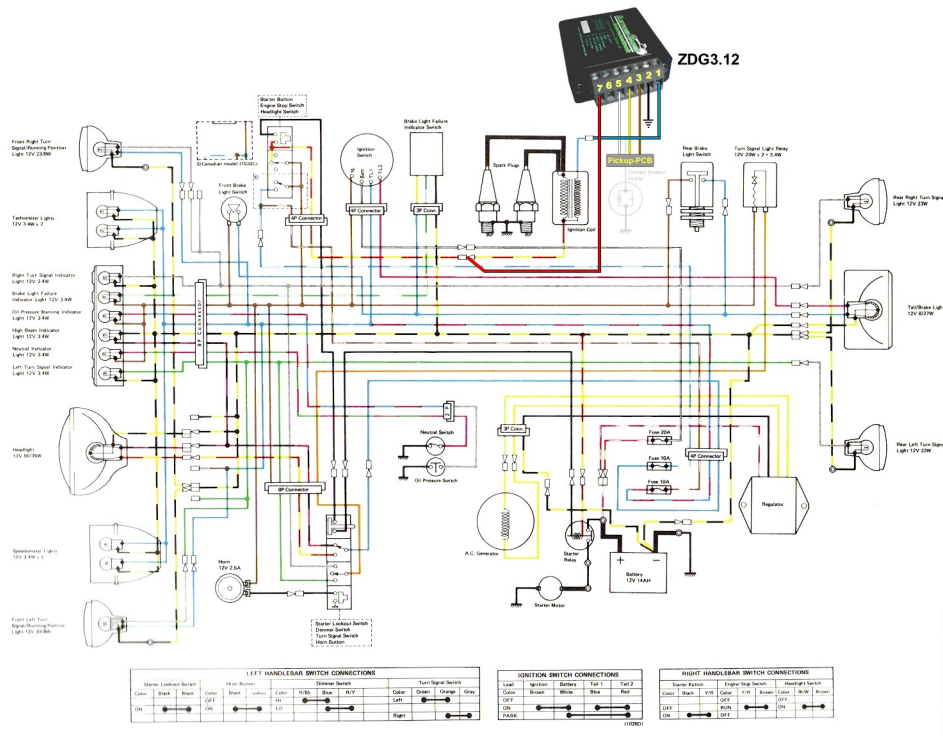 ZDG3.12
7 6 5 4 3 2 1
Pickup-PCB
Contact Breaker
Points
Starter Button
Engine Stop Switch
Headlight Switch
Brake Light Failure
Indicator Switch
Front Right Turn
Signal/Running Position
Light 12V 23/8W
Ignition
Switch
Ig.
Batt
TL1
TL2
Front Brake
Light Switch
Spark Plugs
Ignition Coil
Rear Brake
Light Switch
Turn Signal Light Relay
12V 23W x 2 + 3.4W
Rear Right Turn Signa
Light 12V 23W
Tachometer Lights
12V 3.4W x 2
4P Connector
4P Connector
3P Conn.
Right Turn Signal Indicator
Light 12V 3.4W
Brake Light Failure
Indicator Light 12V 3.4W
Oil Pressure Warning Indicator
Light 12V 3.4W
High Beam Indicator
Light 12V 3.4W
Neutral Indicator
Light 12V 3.4W
Left Turn Signal Indicator
Light 12V 3.4W
9P Connector
Tail/Brake Ligh
12V 8/27W
Headlight
12V 50/35W
Neutral Switch
Oil Pressure Switch
3P Conn.
Fuse 20A
Fuse 10A
Fuse 10A
4P Connector
Rear Left Turn Signa
Light 12V 23W
6P Connector
Regulator
A.C. Generator
Starter
Relay
Battery
12V 14AH
Starter Motor
Speedometer Lights
12V 3.4W x 2
Horn
12V 2.5A
Front Left Turn
Signal/Running Position
Light 12V 23/8W
Starter Lockout Switch
Dimmer Switch
Turn Signal Switch
Horn Button
LEFT HANDLEBAR SWITCH CONNECTIONS
Starter Lockout Switch
Horn Button
Dimmer Switch
Turn Signal Switch
Color Black Black
Color Black
Color R/Bk Blue R/Y
Color Green Orange Gray
ON
OFF
ON
HI
LO
Left
Right
IGNITION SWITCH CONNECTIONS
Lead Ignition Battery Tail 1 Tail 2
Color Brown White Blue Red
OFF
ON
PARK
RIGHT HANDLEBAR SWITCH CONNECTIONS
Starter Button Engine Stop Switch Headlight Switch
Color Black Y/R Color Y/R Brown Color Bl/W Brown
OFF
ON
OFF
RUN
OFF
OFF
ON